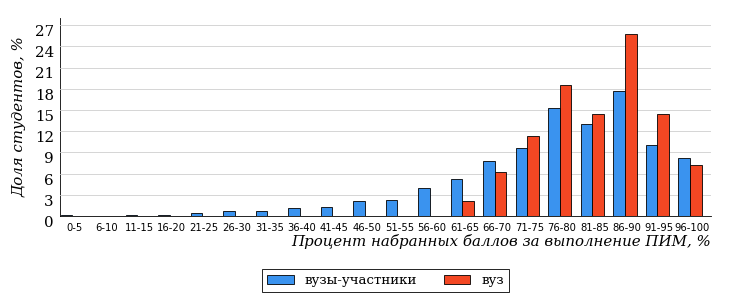 Доля студентов, %
27
24
21
18
15
12
9
6
3
0
0-5 6-10 11-15 16-20 21-25 26-30 31-35 36-40 41-45 46-50 51-55 56-60 61-65 66-70 71-75 76-80 81-85 86-90 91-95 96-100
Процент набранных баллов за выполнение ПИМ, %
вузы-участники вуз